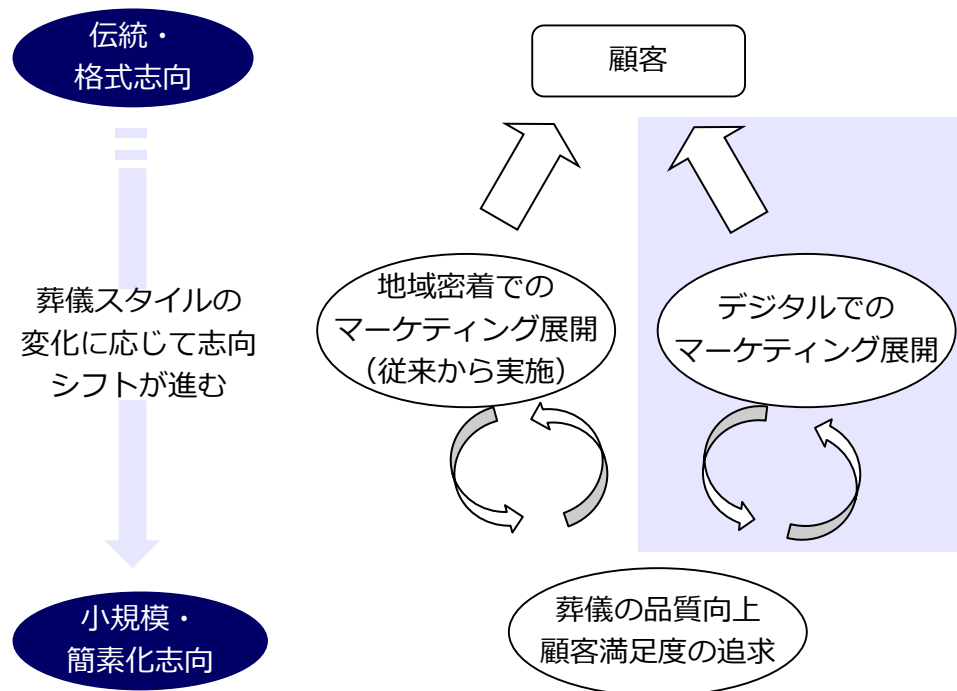 伝統・
格式志向
葬儀スタイルの
変化に応じて志向
シフトが進む
小規模・
簡素化志向
顧客
地域密着での
マーケティング展開
（従来から実施）
デジタルでの
マーケティング展開
葬儀の品質向上
顧客満足度の追求